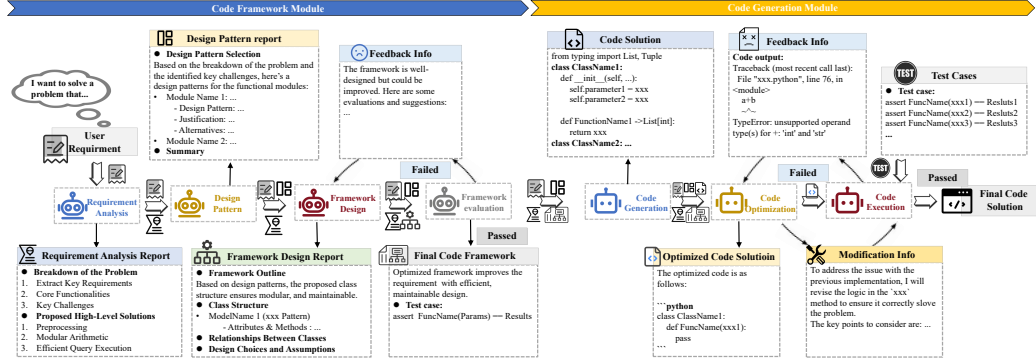 Code Framework Module
Code Generation Module
I want to solve a
problem that...
User
Requirment
Design Pattern report
● Design Pattern Selection
Based on the breakdown of the problem and
the identified key challenges, here's a
design patterns for the functional modules:
• Module Name 1: ...
- Design Pattern: ...
- Justification: ...
- Alternatives: ...
• Module Name 2: ...
● Summary
Feedback Info
The framework is well-
designed but could be
improved. Here are some
evaluations and suggestions:
...
Failed
Requirement
Analysis
Design
Pattern
Framework
Design
Framework
evaluation
Passed
Requirement Analysis Report
● Breakdown of the Problem
1. Extract Key Requirements
2. Core Functionalities
3. Key Challenges
● Proposed High-Level Solutions
1. Preprocessing
2. Modular Arithmetic
3. Efficient Query Execution
Framework Design Report
● Framework Outline
Based on design patterns, the proposed class
structure ensures modular, and maintainable.
● Class Structure
• ModelName 1 (xxx Pattern)
- Attributes & Methods : ...
● Relationships Between Classes
● Design Choices and Assumptions
Final Code Framework
Optimized framework improves the
requirement with efficient,
maintainable design.
● Test case:
assert FuncName(Params) == Results
Code Solution
from typing import List, Tuple
class ClassName1:
def __init__(self, ...):
self.parameter1 = xxx
self.parameter2 = xxx
def FunctionName1 ->List[int]:
return xxx
class ClassName2: ...
Feedback Info
Code output:
Traceback (most recent call last):
File "xxx.python", line 76, in
<module>
a+b
~^~
TypeError: unsupported operand
type(s) for +: 'int' and 'str'
TEST
Test Cases
● Test case:
assert FuncName(xxx1) == Resluts1
assert FuncName(xxx2) == Resluts2
assert FuncName(xxx3) == Resluts3
...
TEST
Failed
Passed
Code
Generation
Code
Optimization
Code
Execution
Final Code
Solution
Optimized Code Solutioin
The optimized code is as
follows:
```python
class ClassName1:
def FuncName(xxx1):
pass
```
Modification Info
To address the issue with the
previous implementation, I will
revise the logic in the `xxx`
method to ensure it correctly slove
the problem.
The key points to consider are: ...